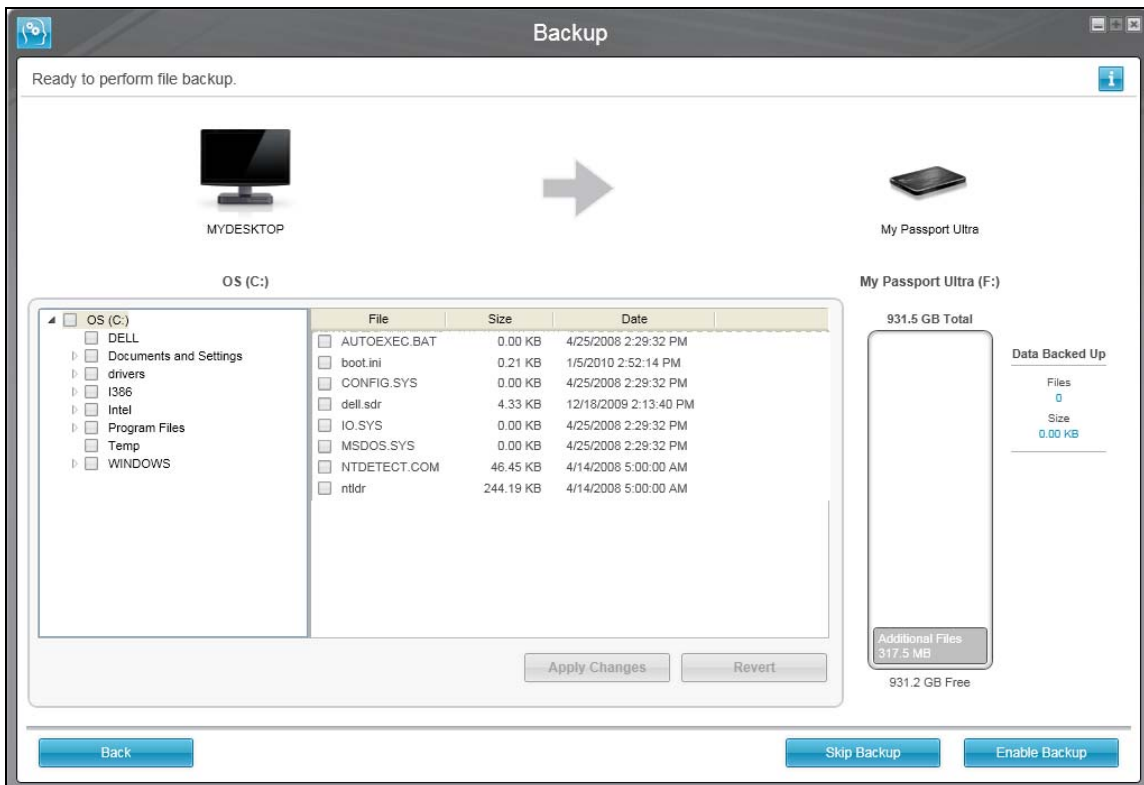 Backup
Ready to perform file backup.
MYDESKTOP
My Passport Ultra
OS (C:)
My Passport Ultra (F:)
OS (C:)
DELL
Documents and Settings
drivers
I386
Intel
Program Files
Temp
WINDOWS
File Size Date
AUTOEXEC.BAT 0.00 KB 4/25/2008 2:29:32 PM
boot.ini 0.21 KB 1/5/2010 2:52:14 PM
CONFIG.SYS 0.00 KB 4/25/2008 2:29:32 PM
dell.sdr 4.33 KB 12/18/2009 2:13:40 PM
IO.SYS 0.00 KB 4/25/2008 2:29:32 PM
MSDOS.SYS 0.00 KB 4/25/2008 2:29:32 PM
NTDETECT.COM 46.45 KB 4/14/2008 5:00:00 AM
ntldr 244.19 KB 4/14/2008 5:00:00 AM
Apply Changes Revert
931.5 GB Total
Additional Files
317.5 MB
931.2 GB Free
Data Backed Up
Files
0
Size
0.00 KB
Back Skip Backup Enable Backup